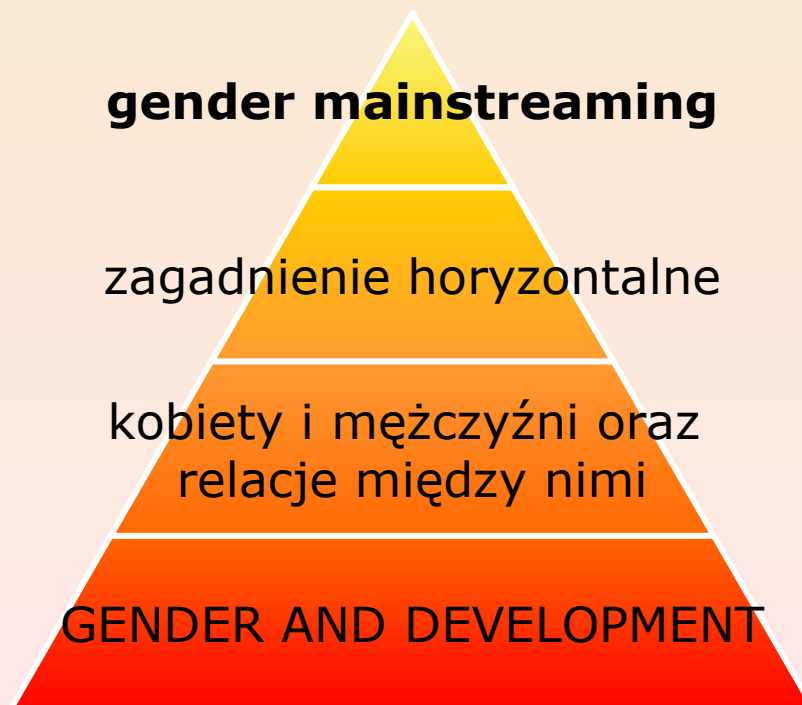 gender mainstreaming
zagadnienie horyzontalne
kobiety i mężczyźni oraz
relacje między nimi
GENDER AND DEVELOPMENT